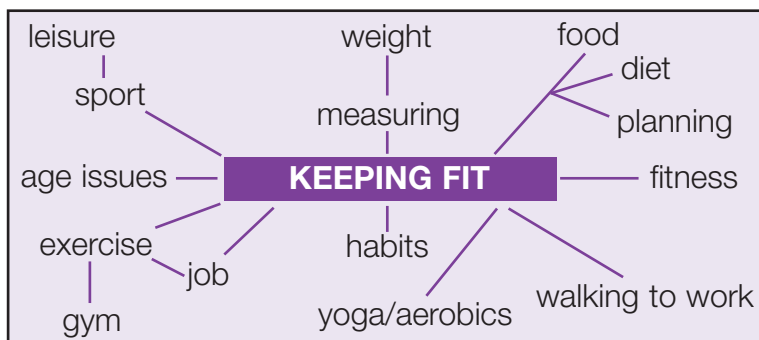 leisure
weight
food
diet
sport
measuring
planning
age issues
KEEPING FIT
fitness
exercise
habits
job
walking to work
gym
yoga/aerobics